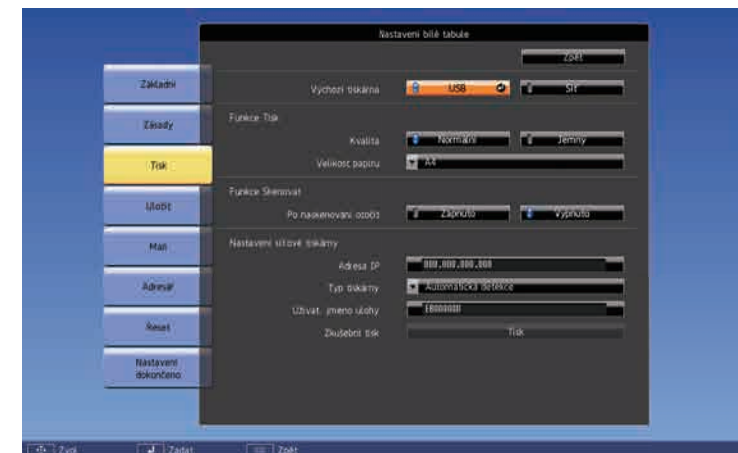 Nastavení bílé tabule
Zpět
Základní
Zásady
Tisk
Uložit
Mail
Adresář
Reset
Nastavení
dokončeno
Výchozí tiskárna USB Síť
Funkce Tisk
Kvalita Normální Jemný
Velikost papíru A4
Funkce Skenovat
Po naskenování otočit Zapnuto Vypnuto
Nastavení síťové tiskárny
Adresa IP 000.000.000.000
Typ tiskárny Automatická detekce
Uživat. jméno úlohy
Zkušební tisk Tisk
Zadat Zpět